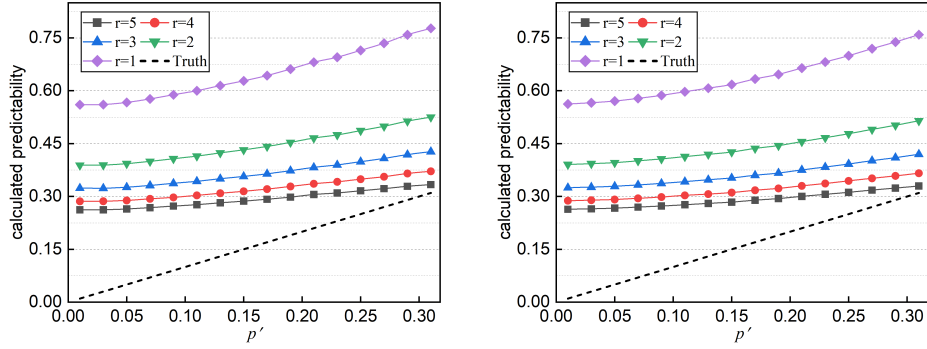 r=5 r=4
r=3 r=2
r=1 Truth
calculated predictability
0.75
0.60
0.45
0.30
0.15
0.00
0.00 0.05 0.10 0.15 0.20 0.25 0.30
p′
r=5 r=4
r=3 r=2
r=1 Truth
calculated predictability
0.75
0.60
0.45
0.30
0.15
0.00
0.00 0.05 0.10 0.15 0.20 0.25 0.30
p′